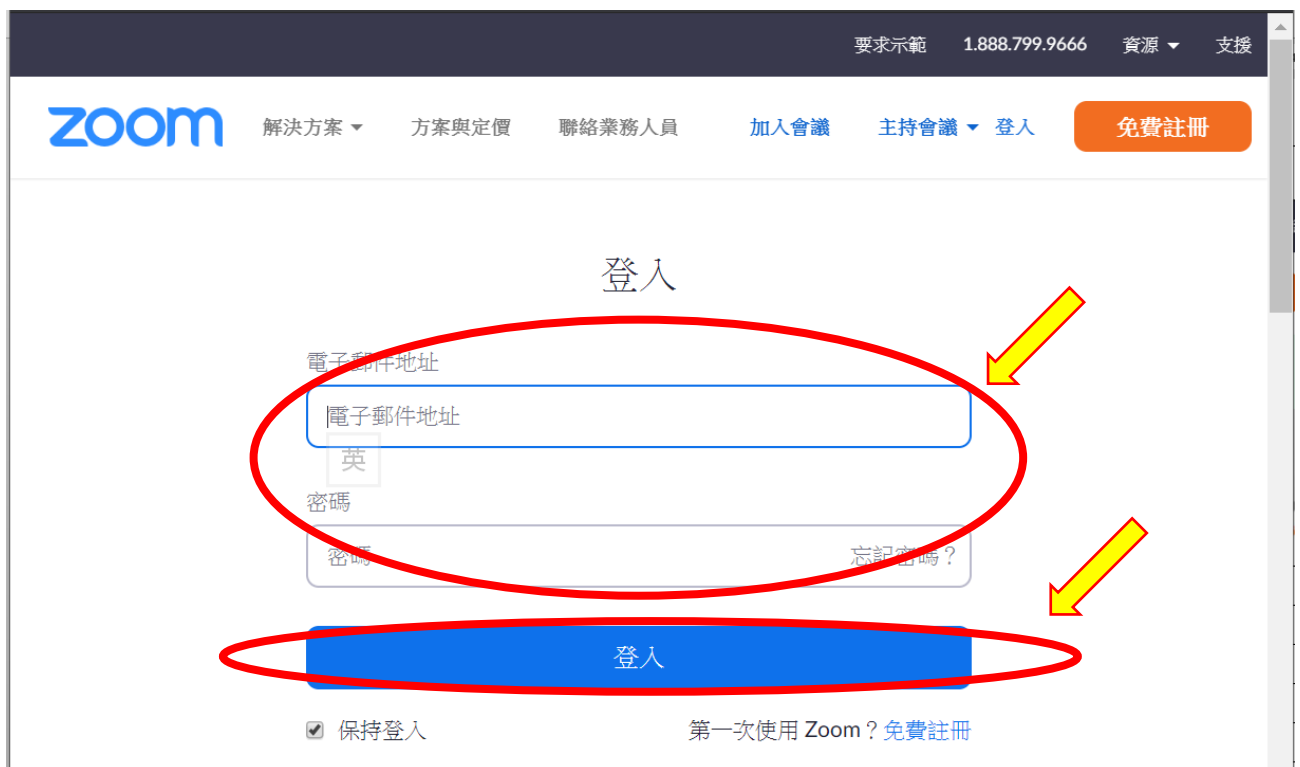 要求示範 1.888.799.9666 資源 支援
zoom 解決方案 方案與定價 聯絡業務人員 加入會議 主持會議 登入 免費註冊
登入
電子郵件地址
電子郵件地址
英
密碼
密碼 忘記密碼？
登入
保持登入 第一次使用 Zoom？免費註冊